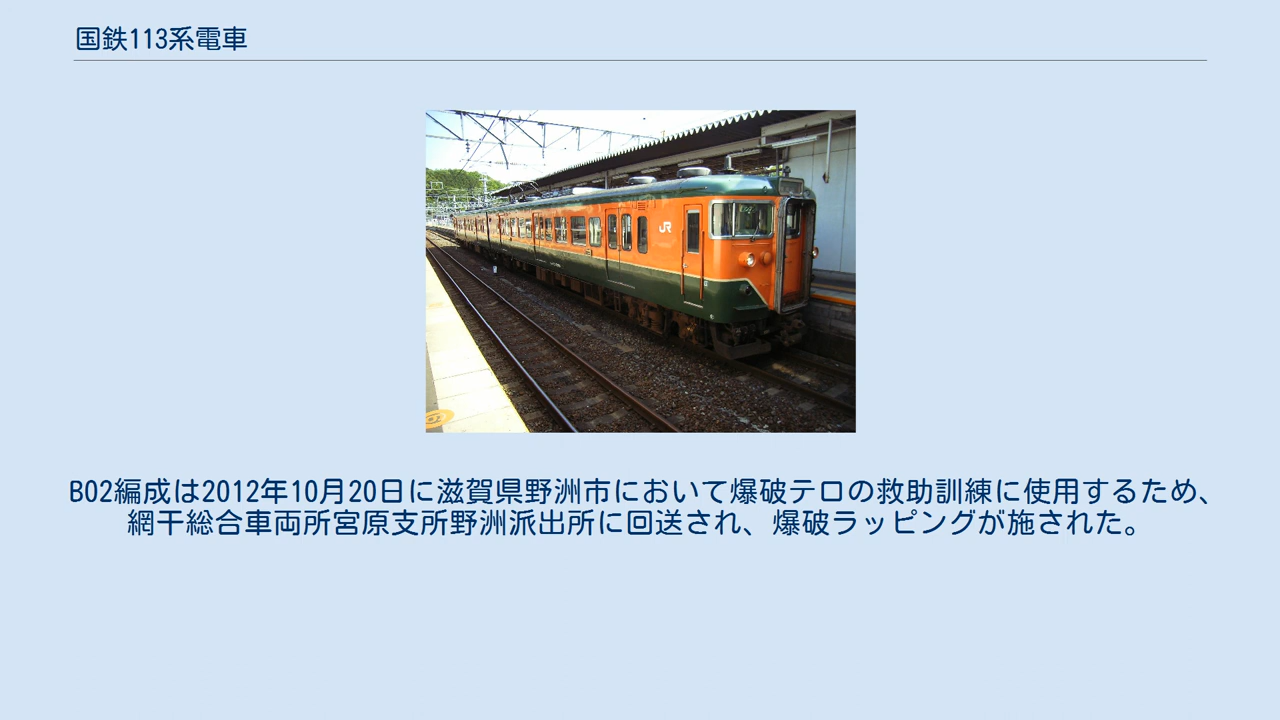 国鉄113系電車
JR
B02編成は2012年10月20日に滋賀県野洲市において爆破テロの救助訓練に使用するため、
網干総合車両所宮原支所野洲派出所に回送され、爆破ラッピングが施された。